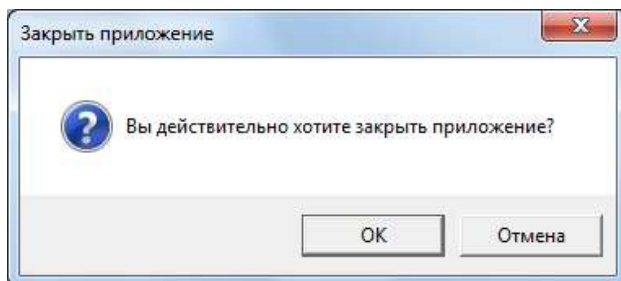 Закрыть приложение
Вы действительно хотите закрыть приложение?
OK
Отмена